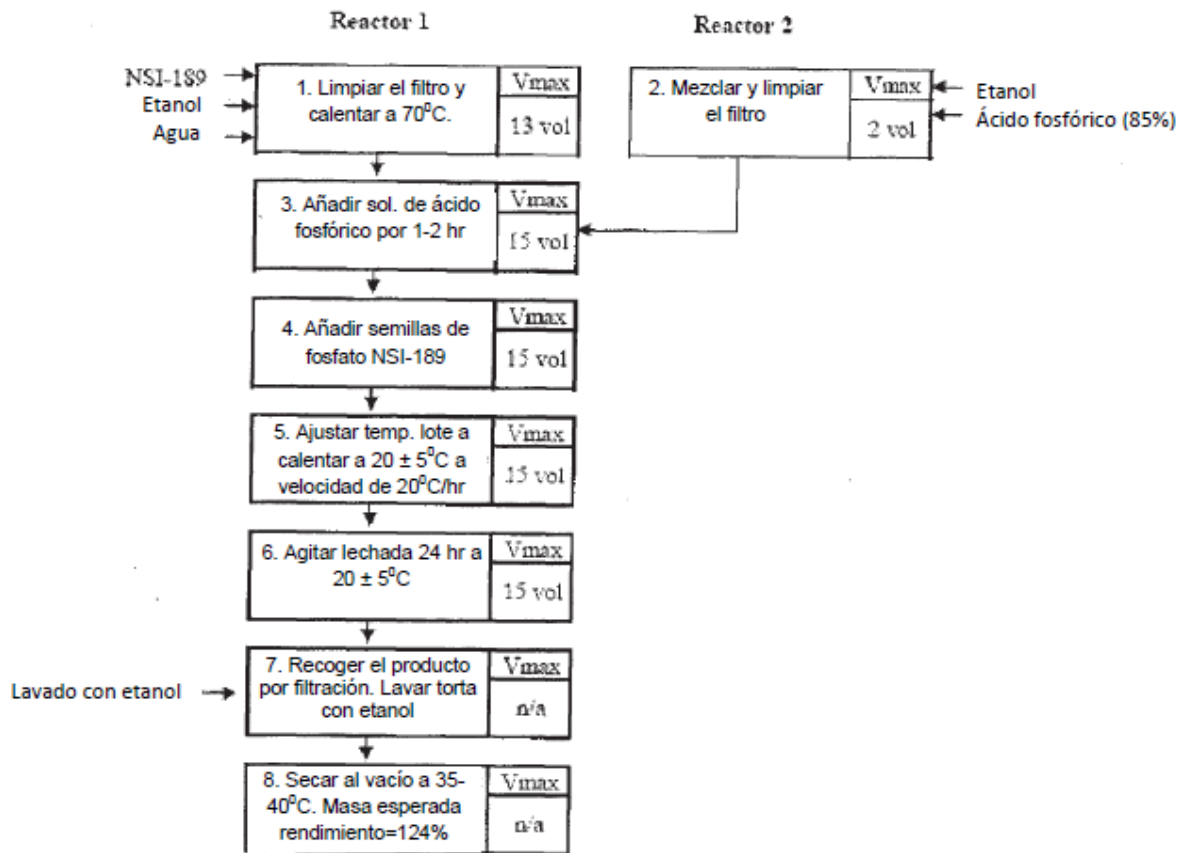 Reactor 1
Reactor 2
NSI-189
Etanol
Agua
1. Limpiar el filtro y
calentar a 70⁰C.
Vmax
13 vol
2. Mezclar y limpiar
el filtro
Vmax
2 vol
Etanol
Ácido fosfórico (85%)
3. Añadir sol. de ácido
fosfórico por 1-2 hr
Vmax
15 vol
4. Añadir semillas de
fosfato NSI-189
Vmax
15 vol
5. Ajustar temp. lote a
calentar a 20 ± 5⁰C a
velocidad de 20⁰C/hr
Vmax
15 vol
6. Agitar lechada 24 hr a
20 ± 5⁰C
Vmax
15 vol
Lavado con etanol
7. Recoger el producto
por filtración. Lavar torta
con etanol
Vmax
n/a
8. Secar al vacío a 35-
40⁰C. Masa esperada
rendimiento=124%
Vmax
n/a